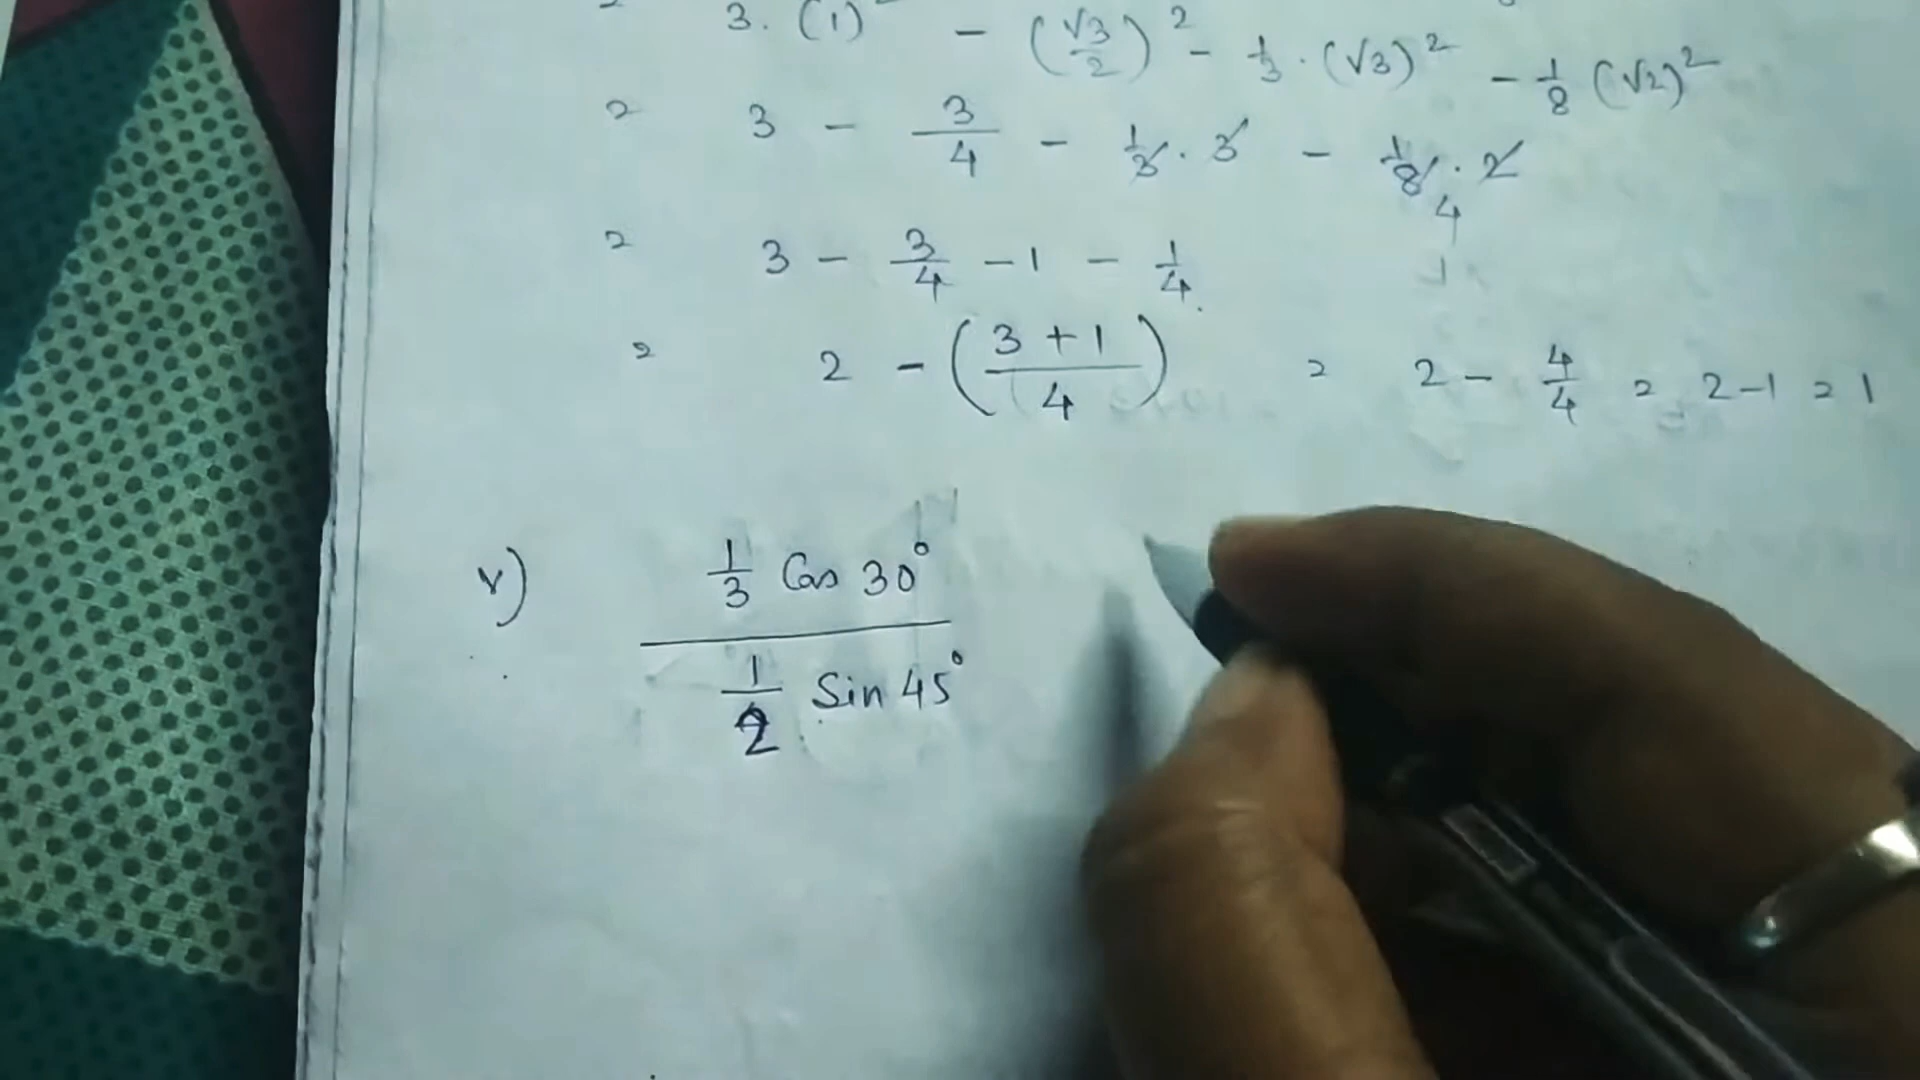 = 3. (1)² - (√3/2)² - 1/3 . (√3)² - 1/8 (√2)²
= 3 - 3/4 - 1/3 . 3 - 1/8 . 2
4
= 3 - 3/4 - 1 - 1/4
= 2 - (3 + 1 / 4) = 2 - 4/4 = 2 - 1 = 1
v) 1/3 Cos 30°
1/2 Sin 45°